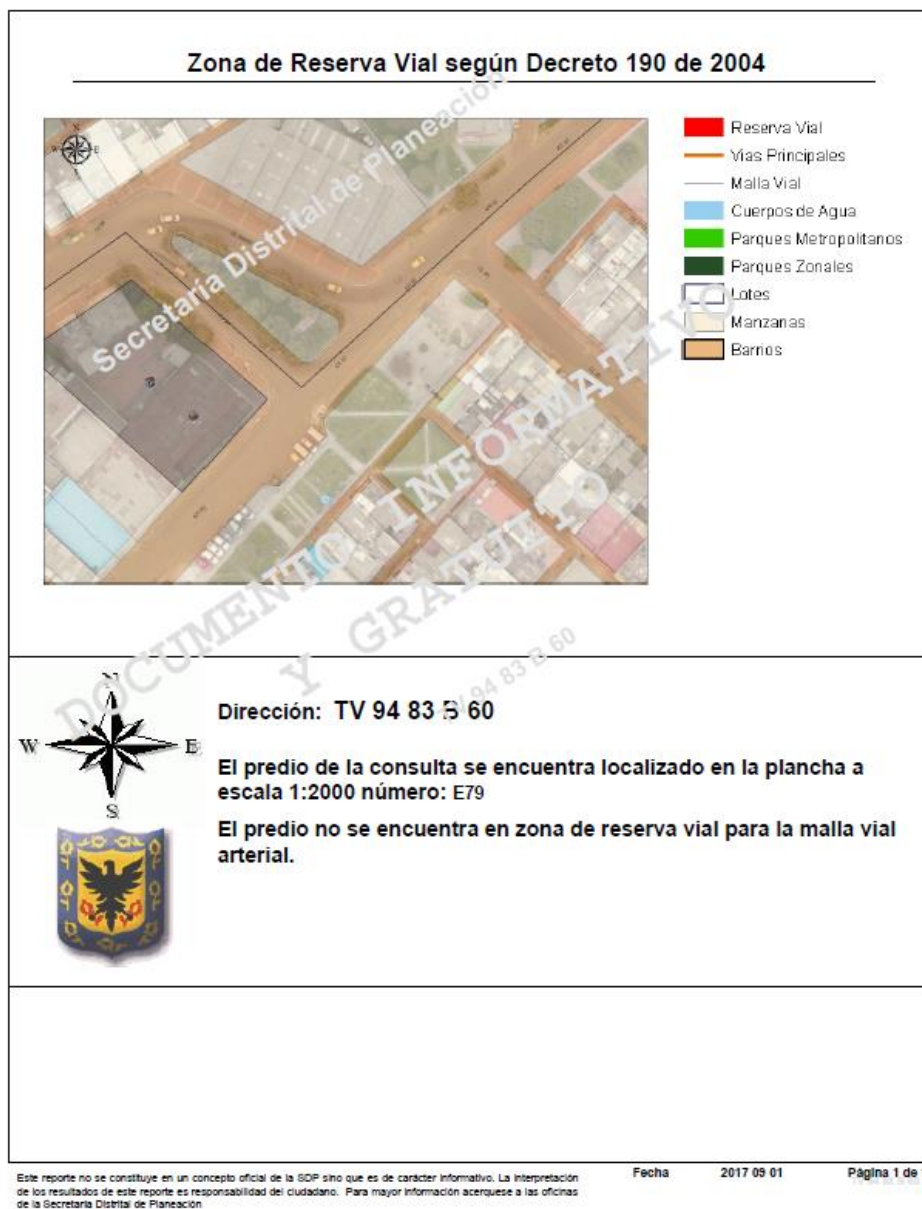 Zona de Reserva Vial según Decreto 190 de 2004
N
W E
Reserva Vial
Vias Principales
Malla Vial
Cuerpos de Agua
Parques Metropolitanos
Parques Zonales
Lotes
Manzanas
Barrios
Secretaría Distrital de Planeación
DOCUMENTO INFORMATIVO
Y GRATUITO
TV 94 83 B 60
N
W E
S
Dirección: TV 94 83 B 60
El predio de la consulta se encuentra localizado en la plancha a
escala 1:2000 número: E79
El predio no se encuentra en zona de reserva vial para la malla vial
arterial.
Este reporte no se constituye en un concepto oficial de la SDP sino que es de carácter informativo. La interpretación
de los resultados de este reporte es responsabilidad del ciudadano. Para mayor información acerquese a las oficinas
de la Secretaría Distrital de Planeación
Fecha 2017 09 01 Página 1 de